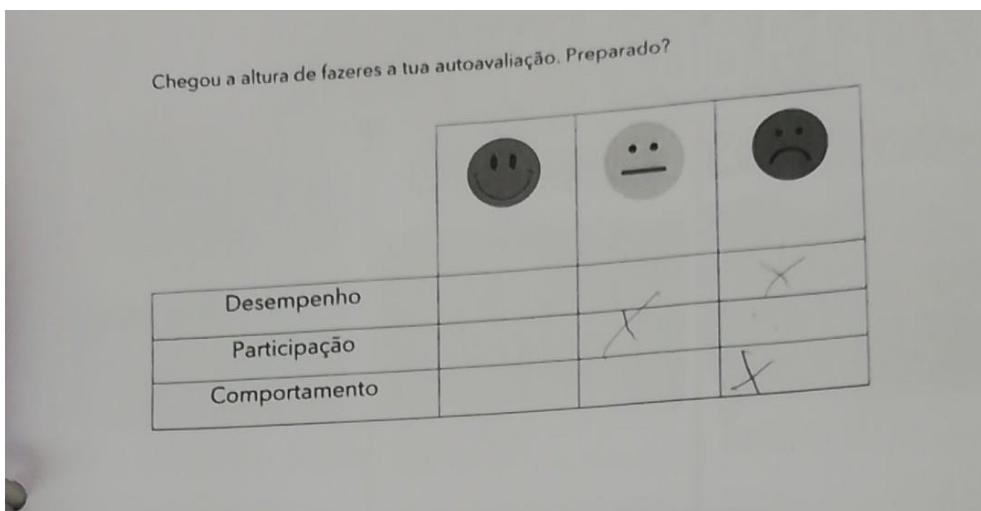 Chegou a altura de fazeres a tua autoavaliação. Preparado?
Desempenho
Participação
Comportamento